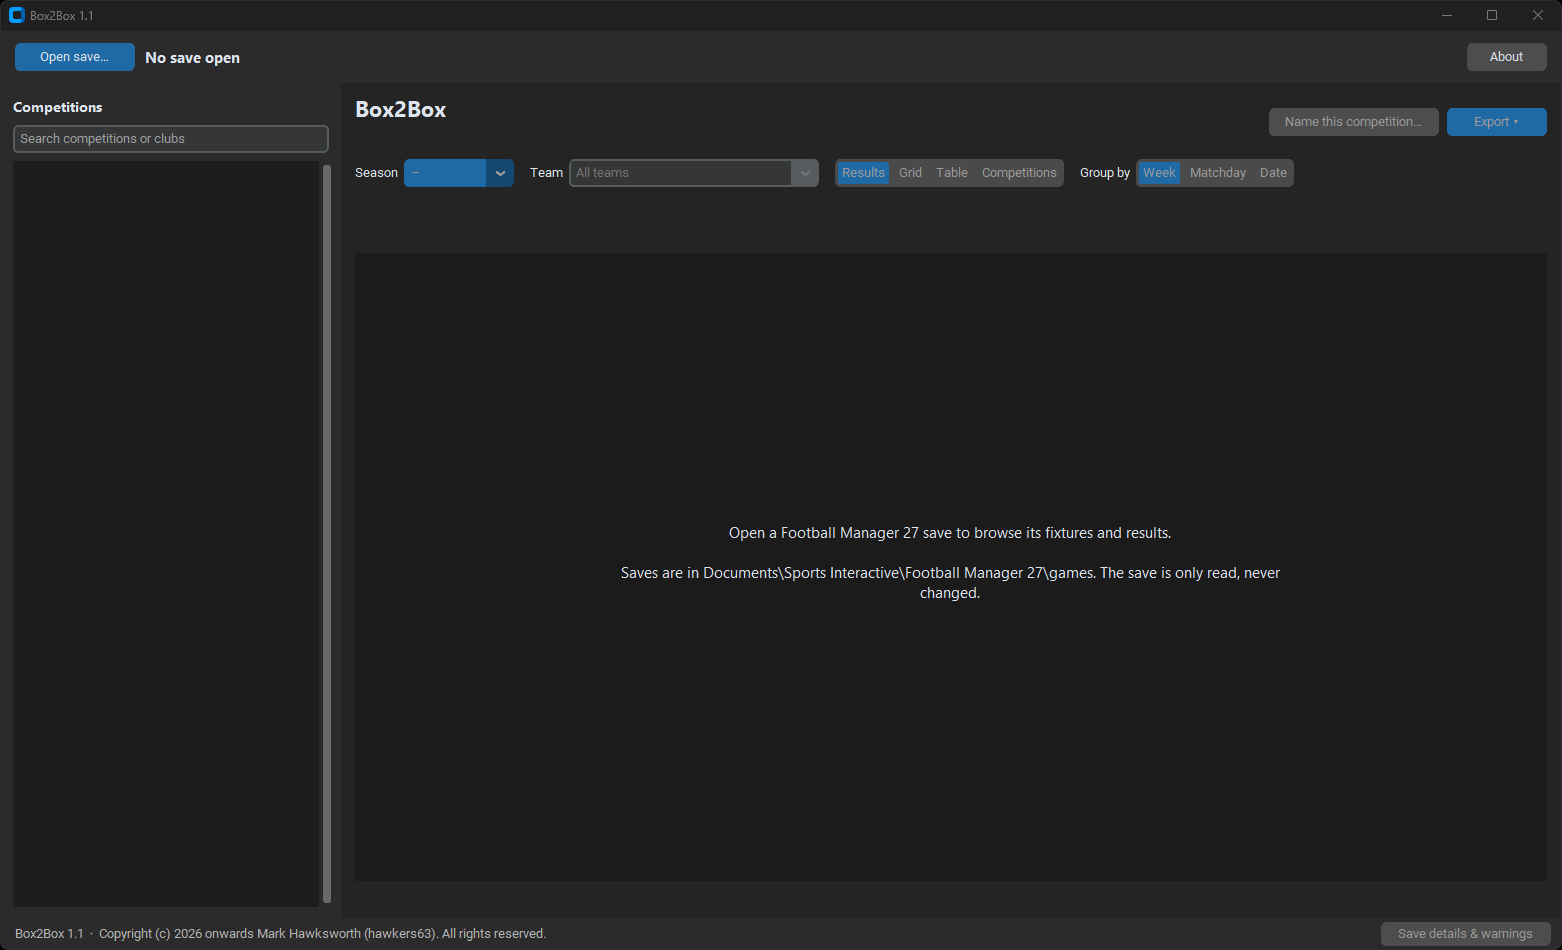 Box2Box 1.1
Open save...
No save open
About
Competitions
Search competitions or clubs
Box2Box
Name this competition...
Export ▾
Season
–
Team
All teams
Results Grid Table Competitions
Group by
Week Matchday Date
Open a Football Manager 27 save to browse its fixtures and results.
Saves are in Documents\Sports Interactive\Football Manager 27\games. The save is only read, never
changed.
Box2Box 1.1 · Copyright (c) 2026 onwards Mark Hawksworth (hawkers63). All rights reserved.
Save details & warnings